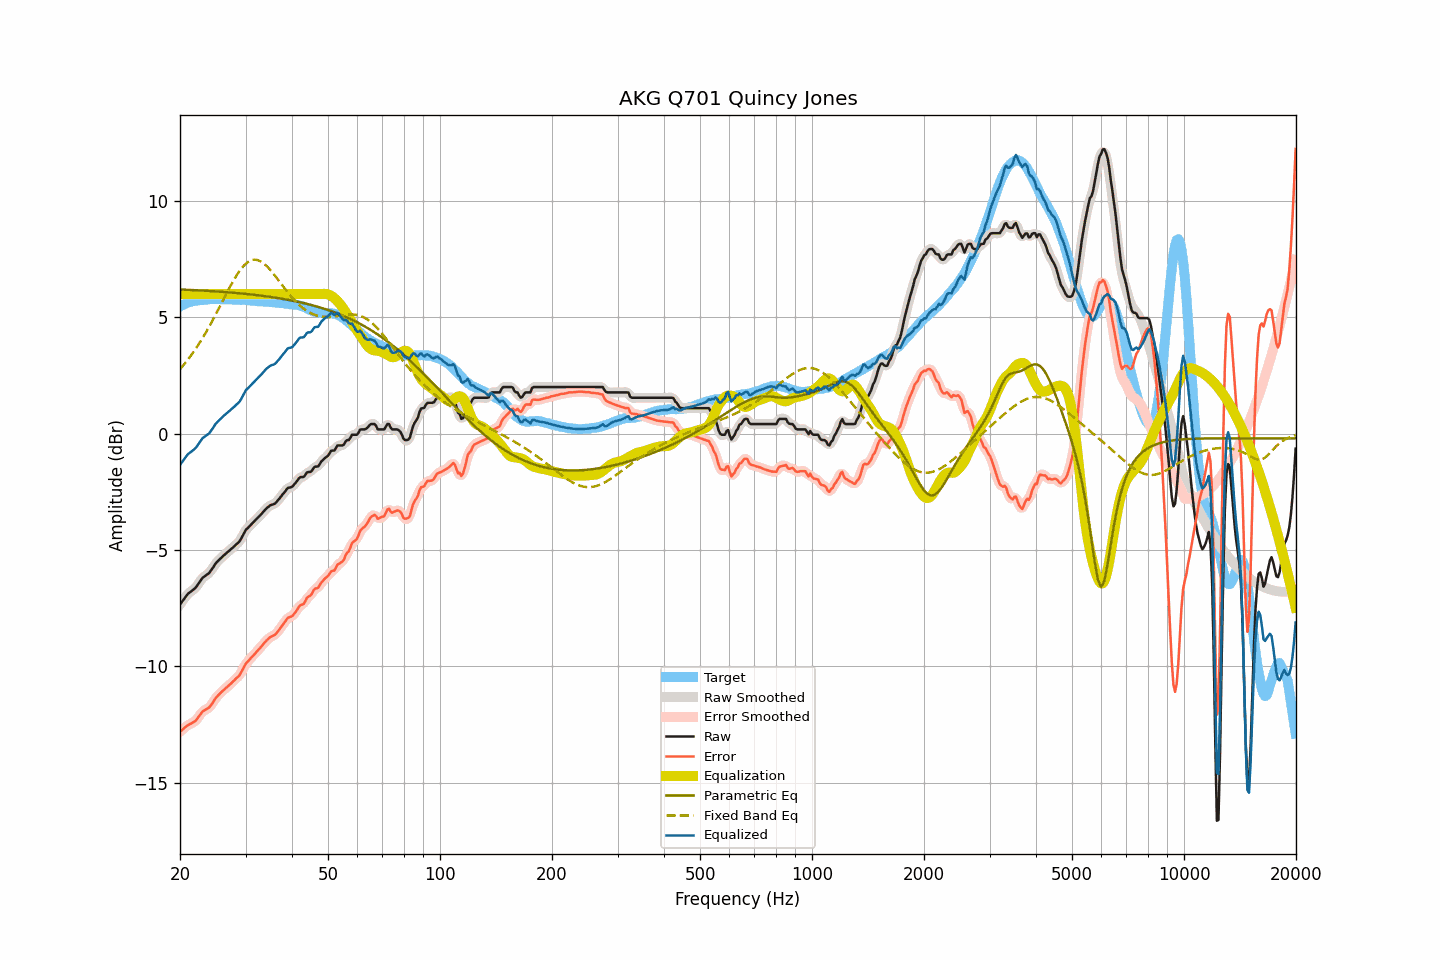 AKG Q701 Quincy Jones
Amplitude (dBr)
10
5
0
−5
−10
−15
Target
Raw Smoothed
Error Smoothed
Raw
Error
Equalization
Parametric Eq
Fixed Band Eq
Equalized
20 50 100 200 500 1000 2000 5000 10000 20000
Frequency (Hz)